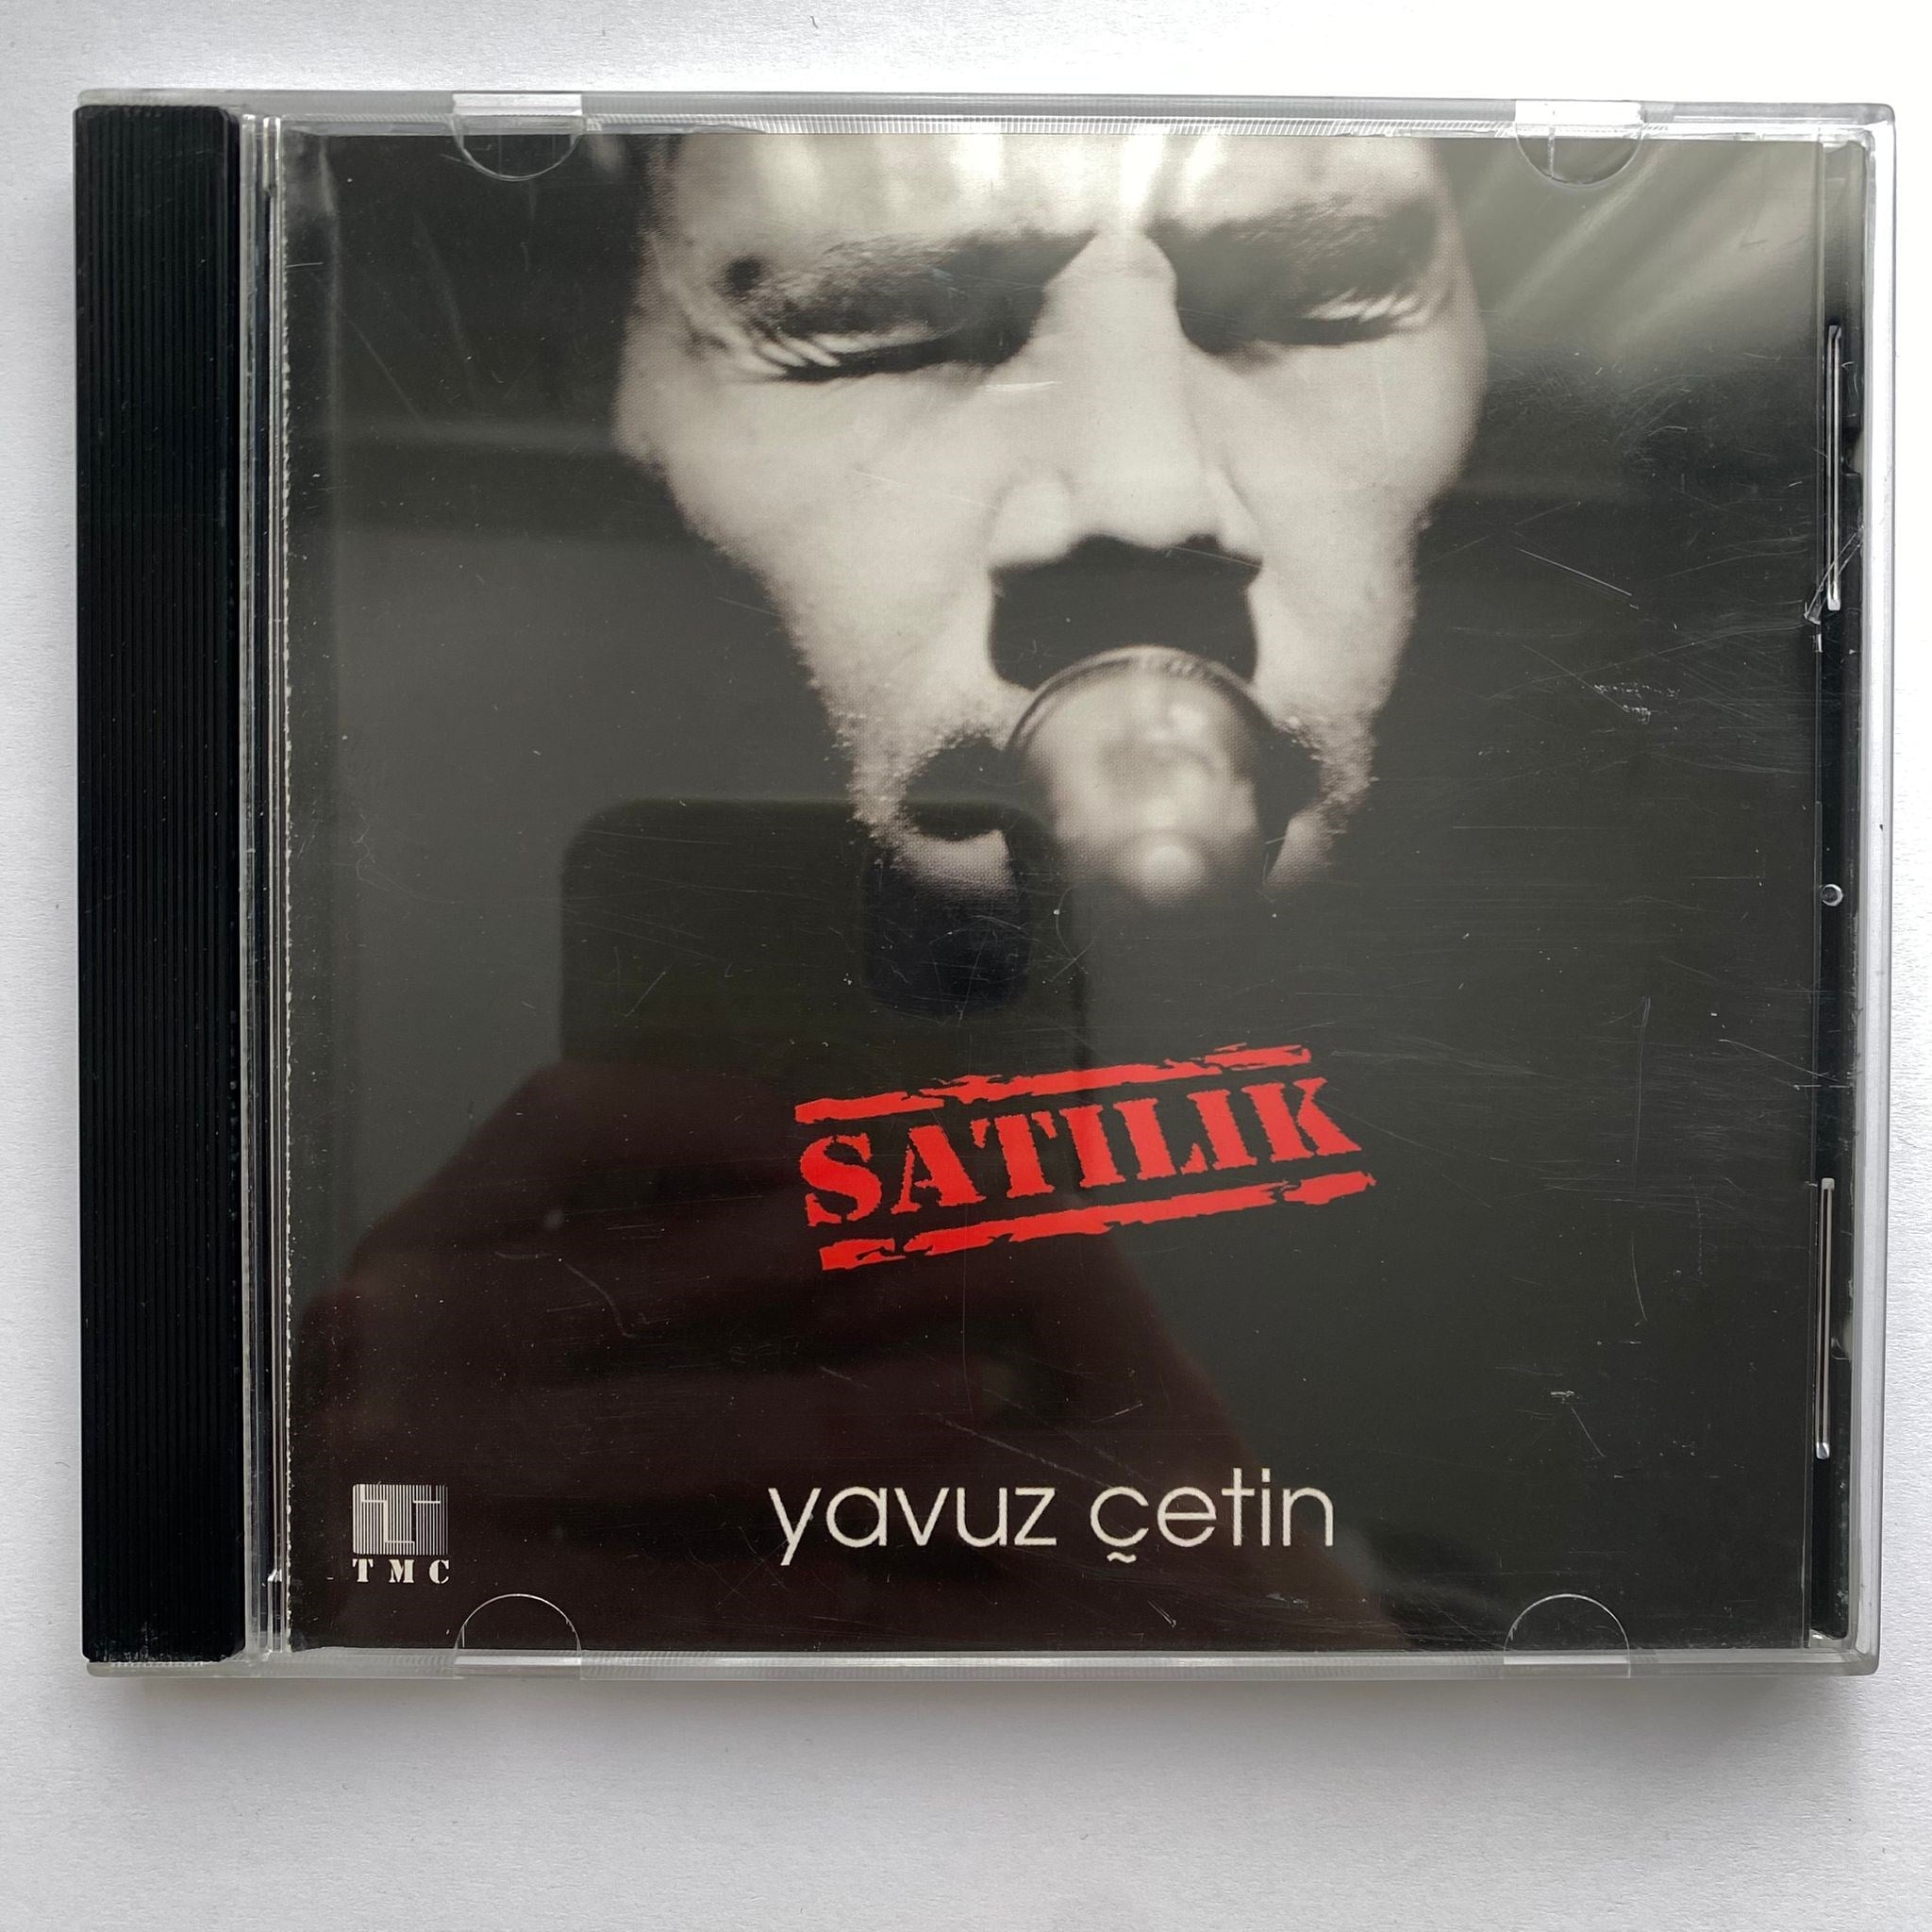 SATILIK
yavuz çetin
TMC